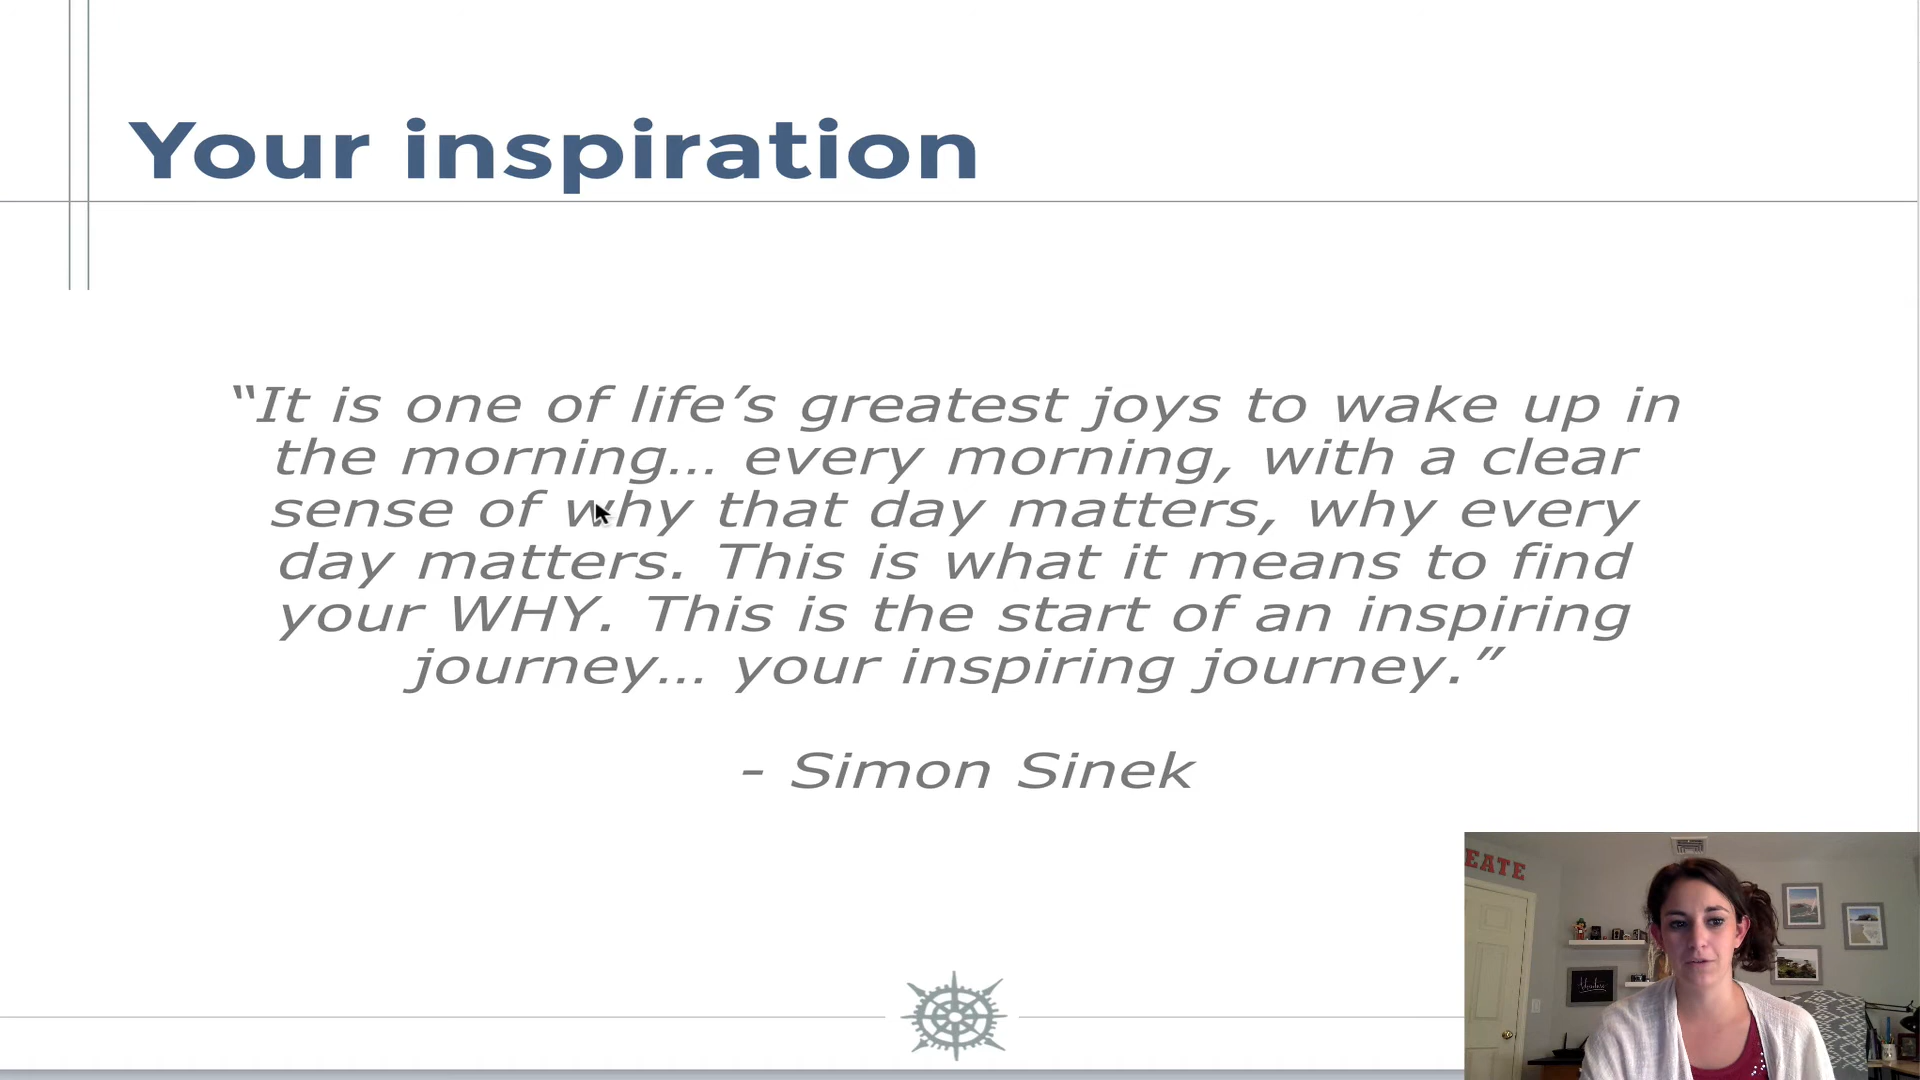 Your inspiration
“It is one of life’s greatest joys to wake up in
the morning… every morning, with a clear
sense of why that day matters, why every
day matters. This is what it means to find
your WHY. This is the start of an inspiring
journey… your inspiring journey.”
- Simon Sinek
EATE